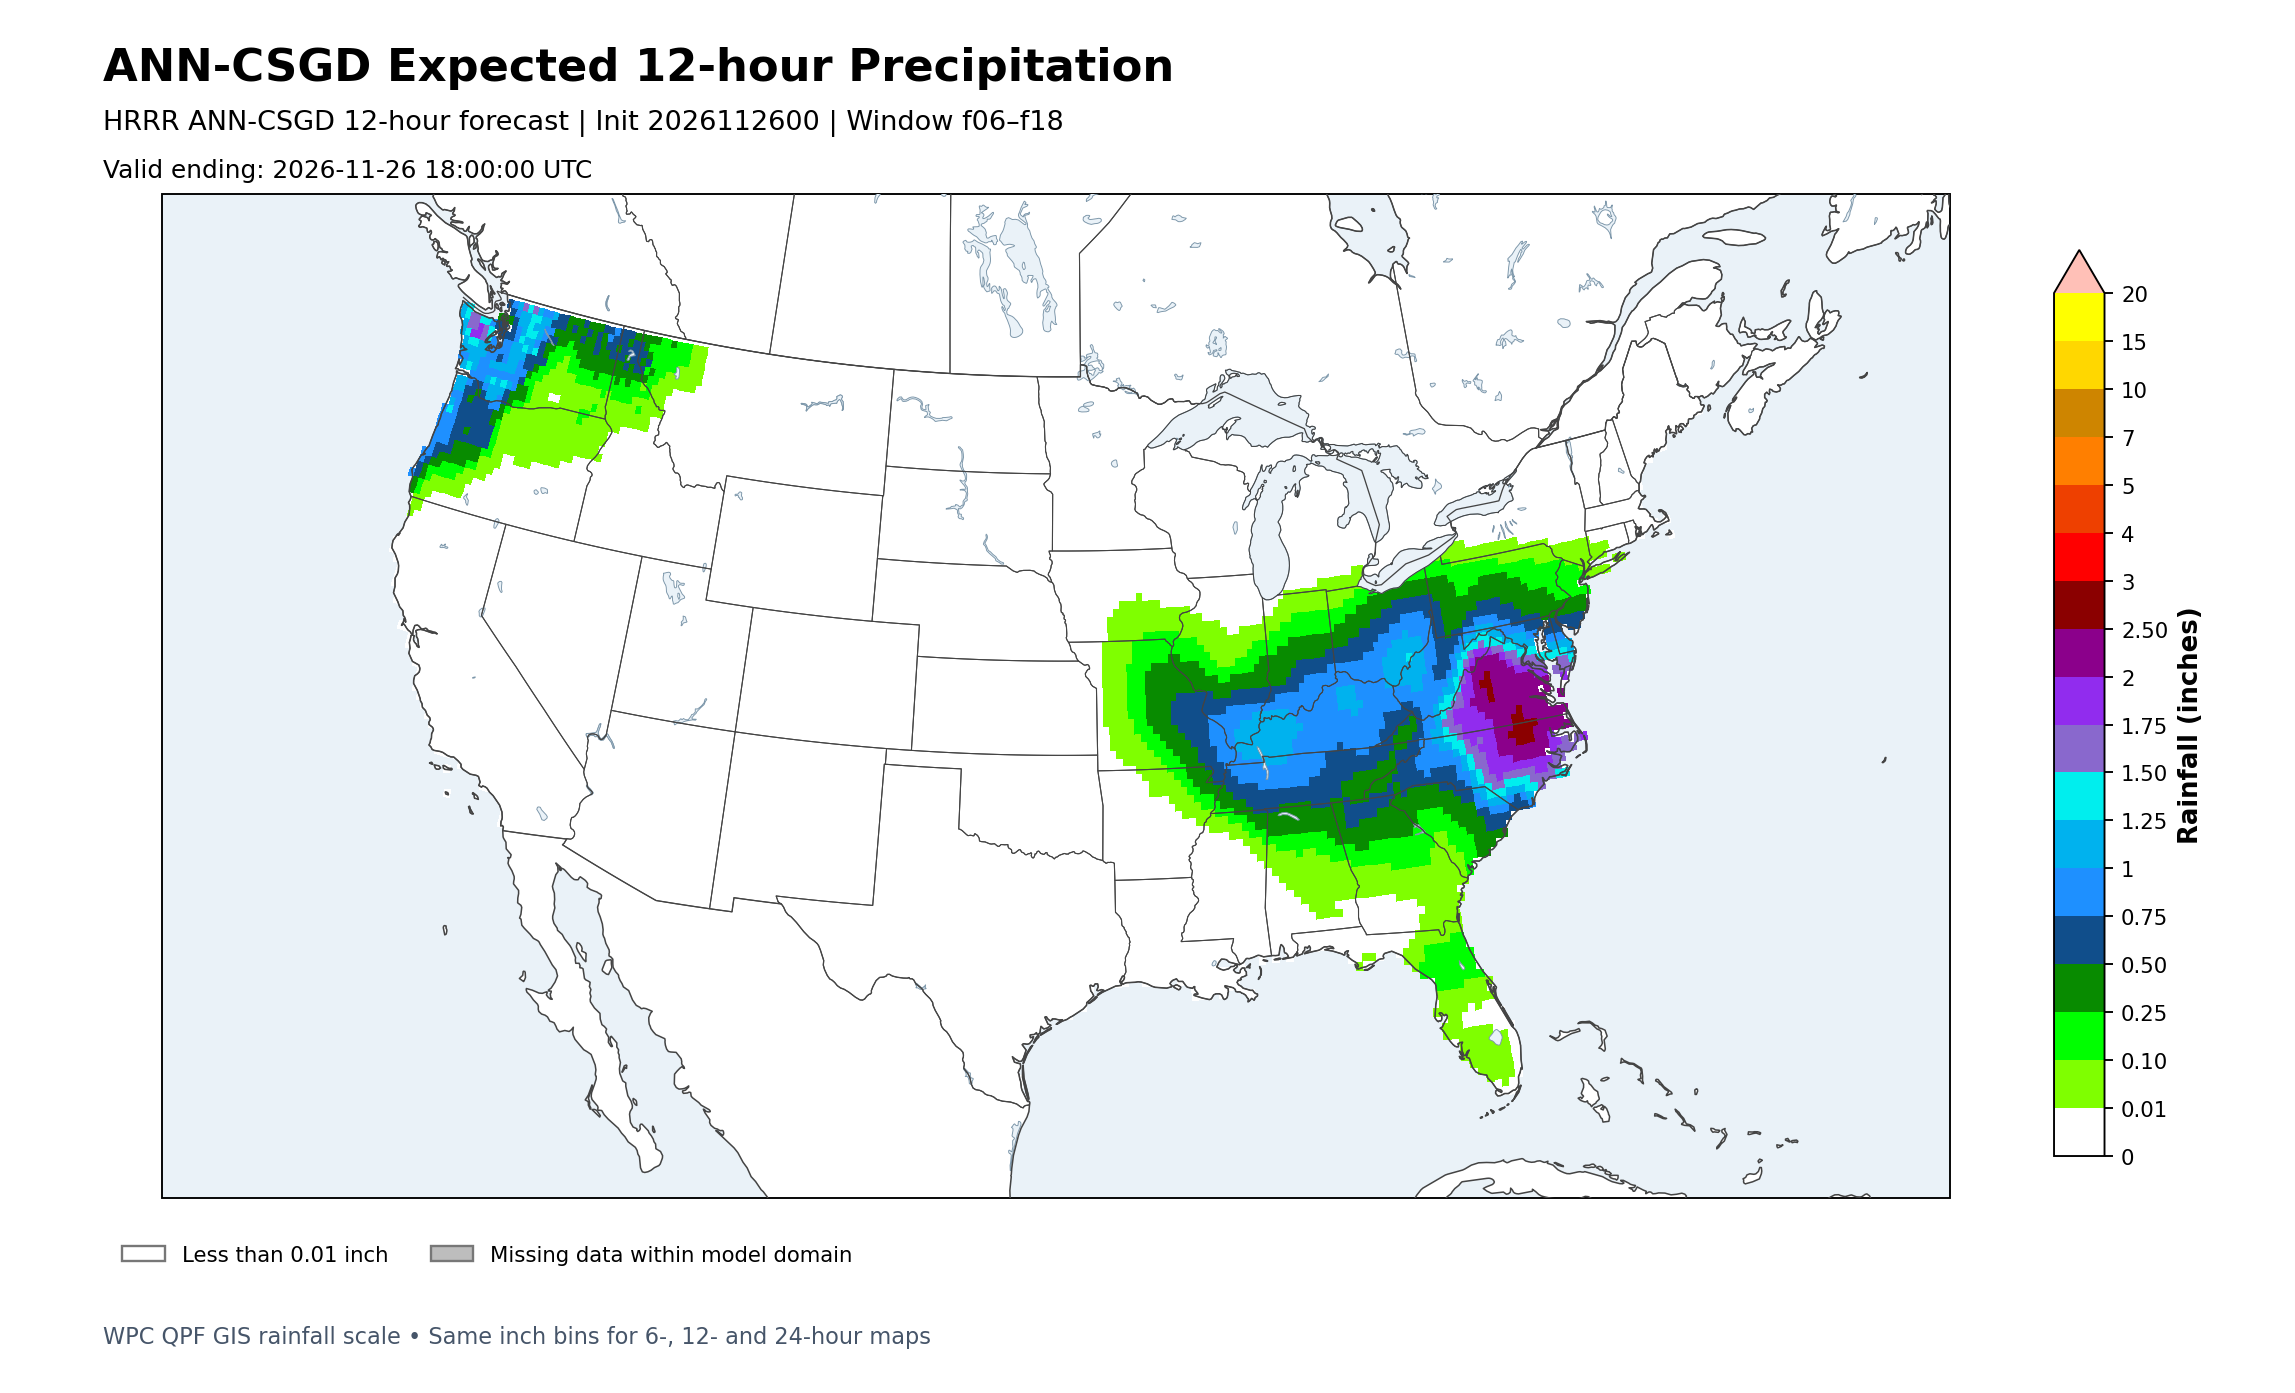 ANN-CSGD Expected 12-hour Precipitation
HRRR ANN-CSGD 12-hour forecast | Init 2026112600 | Window f06–f18
Valid ending: 2026-11-26 18:00:00 UTC
20
15
10
7
5
4
3
2.50
2
1.75
1.50
1.25
1
0.75
0.50
0.25
0.10
0.01
0
Rainfall (inches)
Less than 0.01 inch
Missing data within model domain
WPC QPF GIS rainfall scale • Same inch bins for 6-, 12- and 24-hour maps